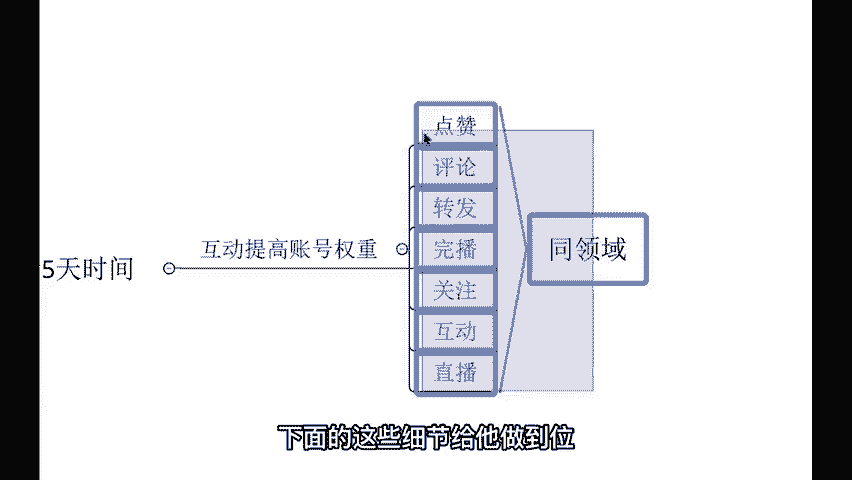 点赞
评论
转发
互动提高账号权重
完播
同领域
5天时间
关注
互动
直播
下面的这些细节给他做到位